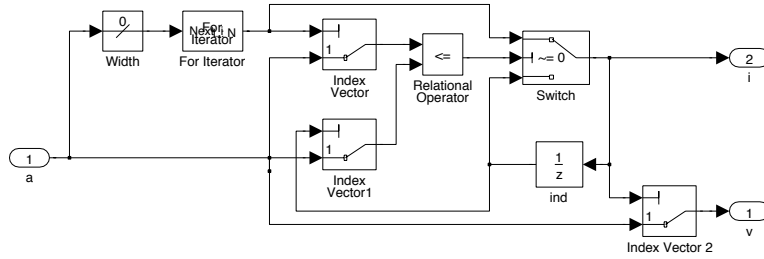 0
Width
For
Next i N
Iterator
For Iterator
1
Index
Vector
<=
Relational
Operator
~= 0
Switch
2
i
1
a
1
Index
Vector1
1
z
ind
1
Index Vector 2
1
v